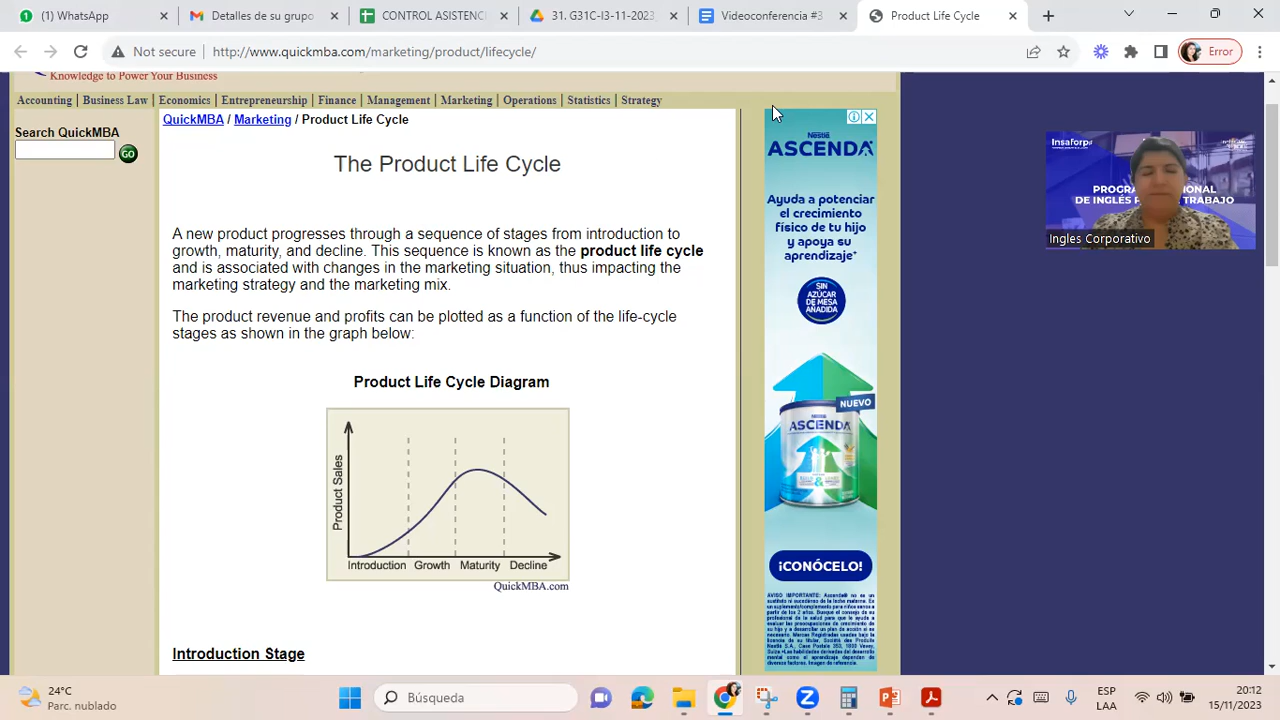 (1) WhatsApp
Detalles de su grupo
CONTROL ASISTENC
31. G31C-I3-11-2023_
Videoconferencia #3
Product Life Cycle
Not secure
http://www.quickmba.com/marketing/product/lifecycle/
Error
Knowledge to Power Your Business
Accounting | Business Law | Economics | Entrepreneurship | Finance | Management | Marketing | Operations | Statistics | Strategy
Search QuickMBA
GO
QuickMBA / Marketing / Product Life Cycle
The Product Life Cycle
A new product progresses through a sequence of stages from introduction to
growth, maturity, and decline. This sequence is known as the product life cycle
and is associated with changes in the marketing situation, thus impacting the
marketing strategy and the marketing mix.
The product revenue and profits can be plotted as a function of the life-cycle
stages as shown in the graph below:
Product Life Cycle Diagram
Product Sales
Introduction Growth Maturity Decline
QuickMBA.com
Introduction Stage
Nestlé
ASCENDA
Ayuda a potenciar
el crecimiento
físico de tu hijo
y apoya su
aprendizaje*
SIN
AZÚCAR
DE MESA
AÑADIDA
NUEVO
Nestlé
ASCENDA
¡CONÓCELO!
Insaforp
PROGRA
IONAL
DE INGLÉS P
TRABAJO
Ingles Corporativo
24°C
Parc. nublado
Búsqueda
ESP
LAA
20:12
15/11/2023